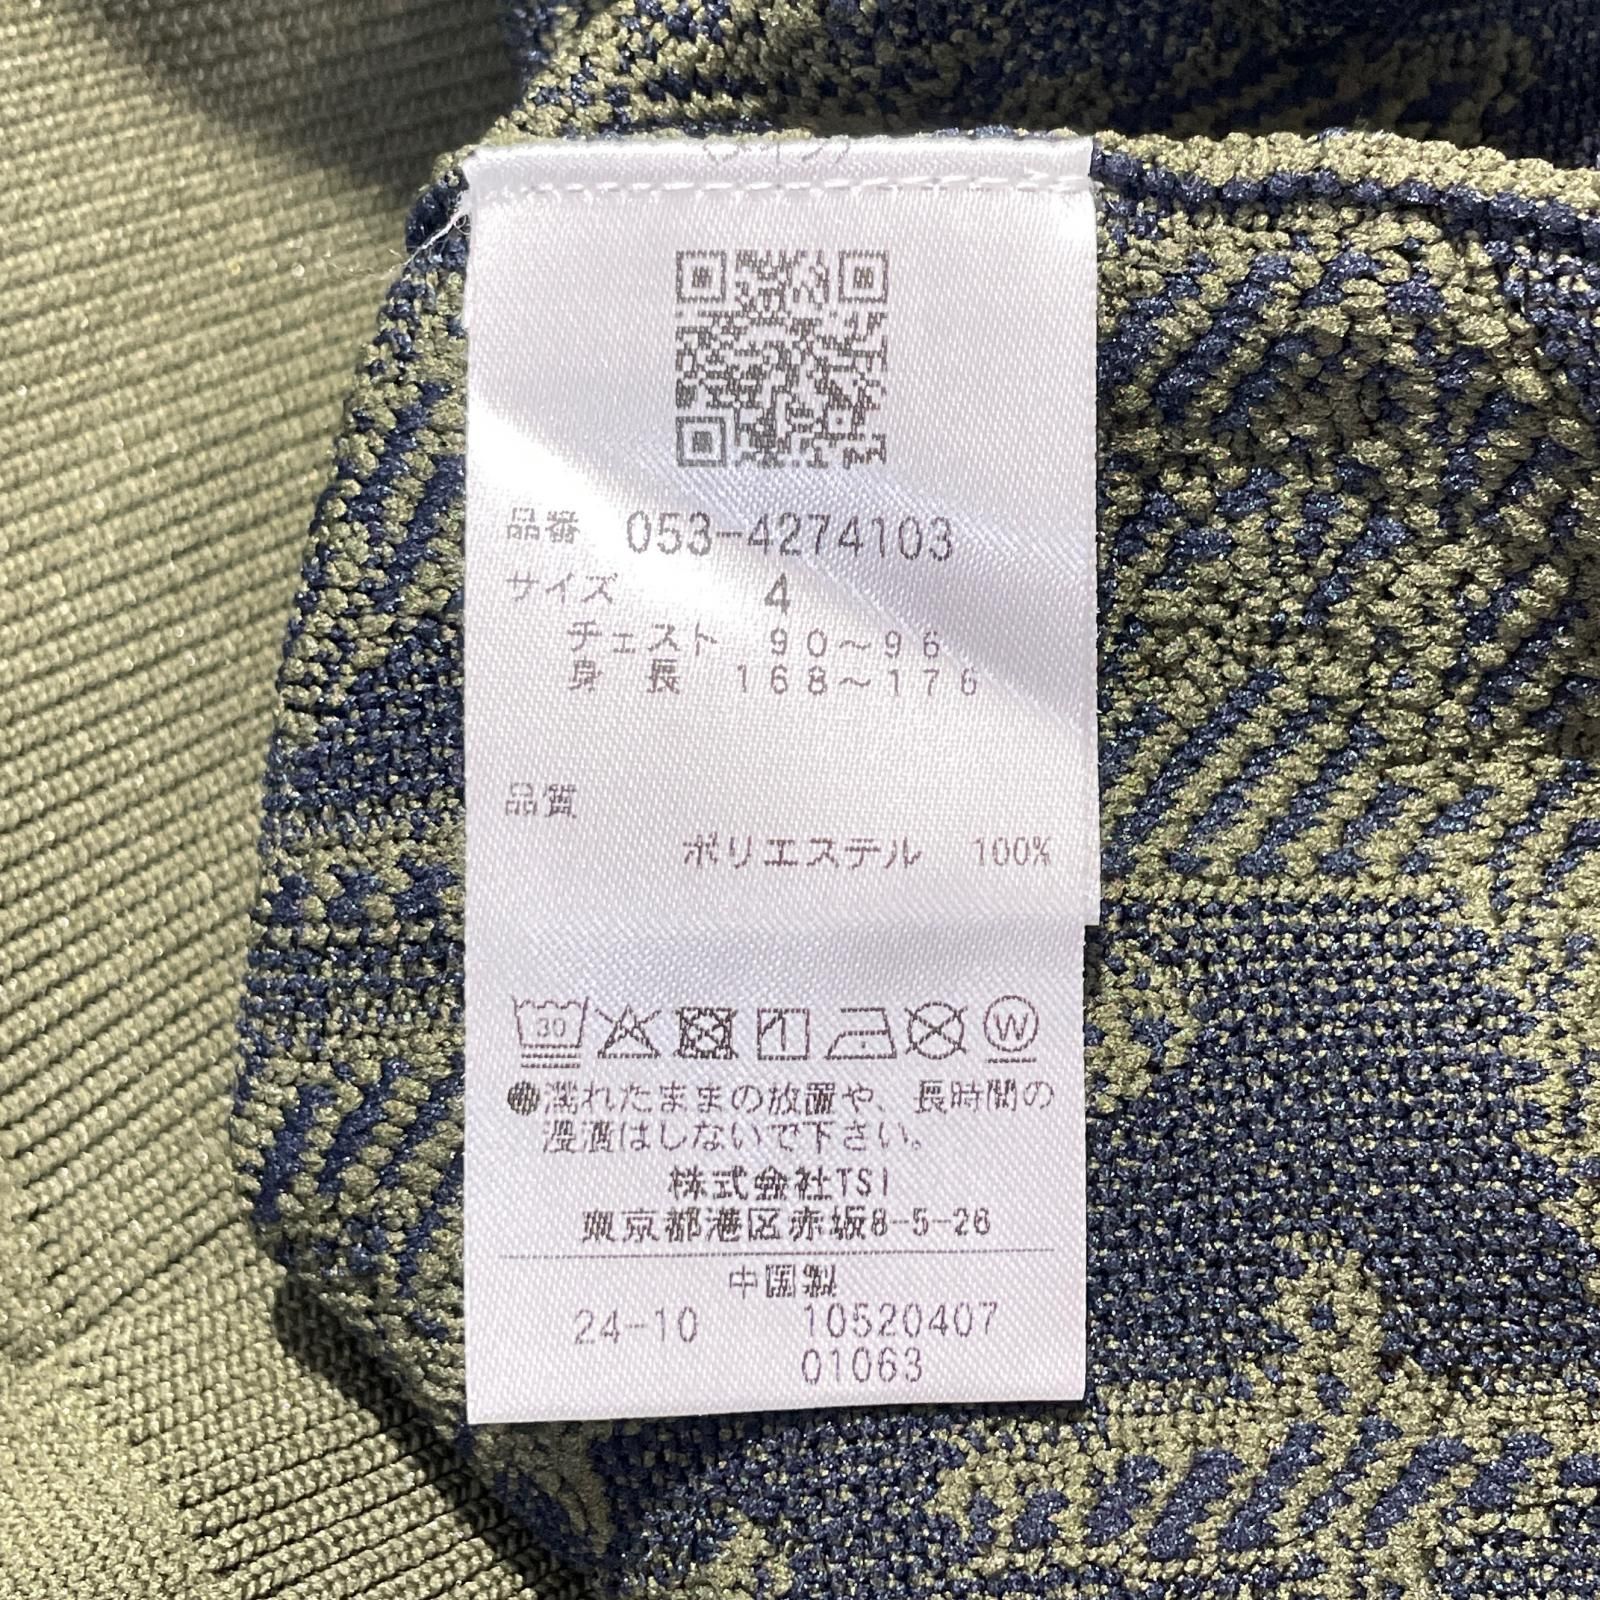 品番 053-4274103
サイズ 4
チェスト 90～96
身 長 168～176
品質
ポリエステル 100%
30
W
●濡れたままの放置や、長時間の
浸漬はしないで下さい。
株式会社TSI
東京都港区赤坂8-5-26
中国製
24-10 10520407
01063